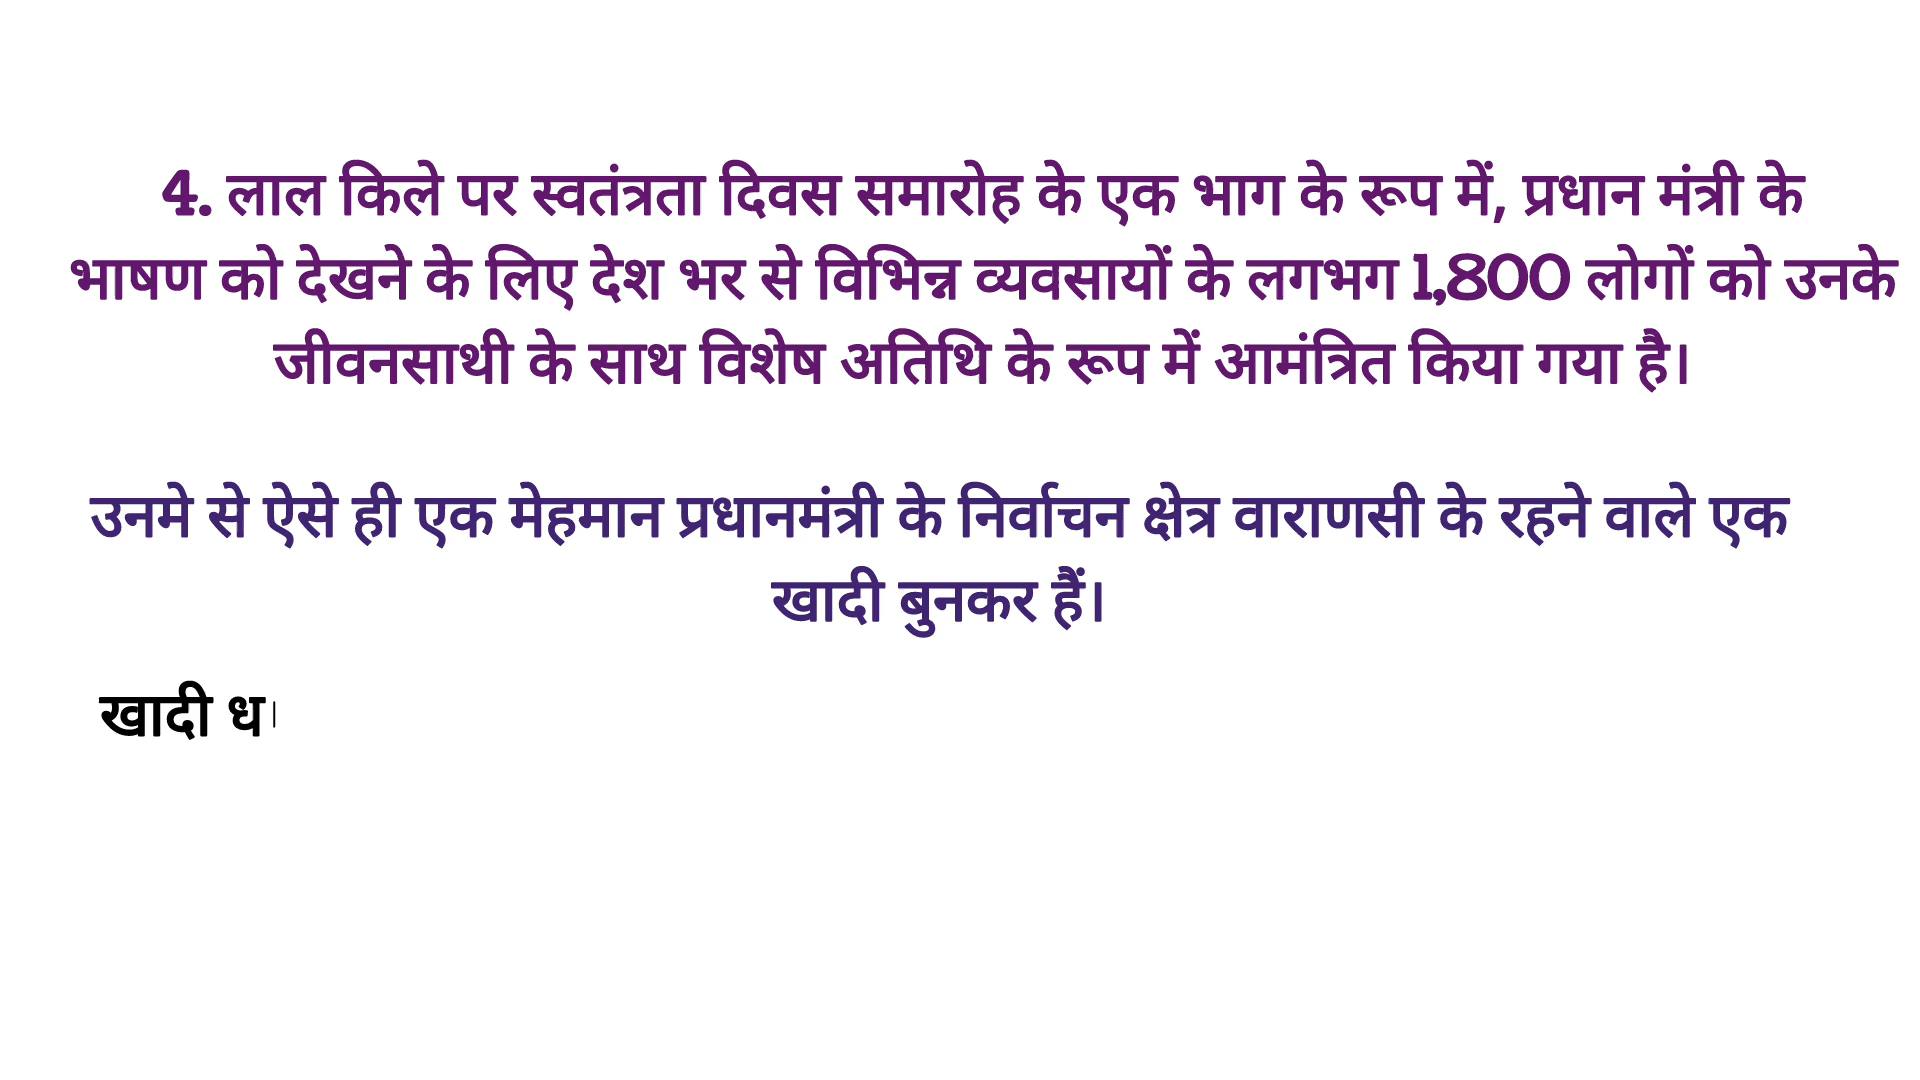 4. लाल किले पर स्वतंत्रता दिवस समारोह के एक भाग के रूप में, प्रधान मंत्री के
भाषण को देखने के लिए देश भर से विभिन्न व्यवसायों के लगभग 1,800 लोगों को उनके
जीवनसाथी के साथ विशेष अतिथि के रूप में आमंत्रित किया गया है।
उनमे से ऐसे ही एक मेहमान प्रधानमंत्री के निर्वाचन क्षेत्र वाराणसी के रहने वाले एक
खादी बुनकर हैं।
खादी ध